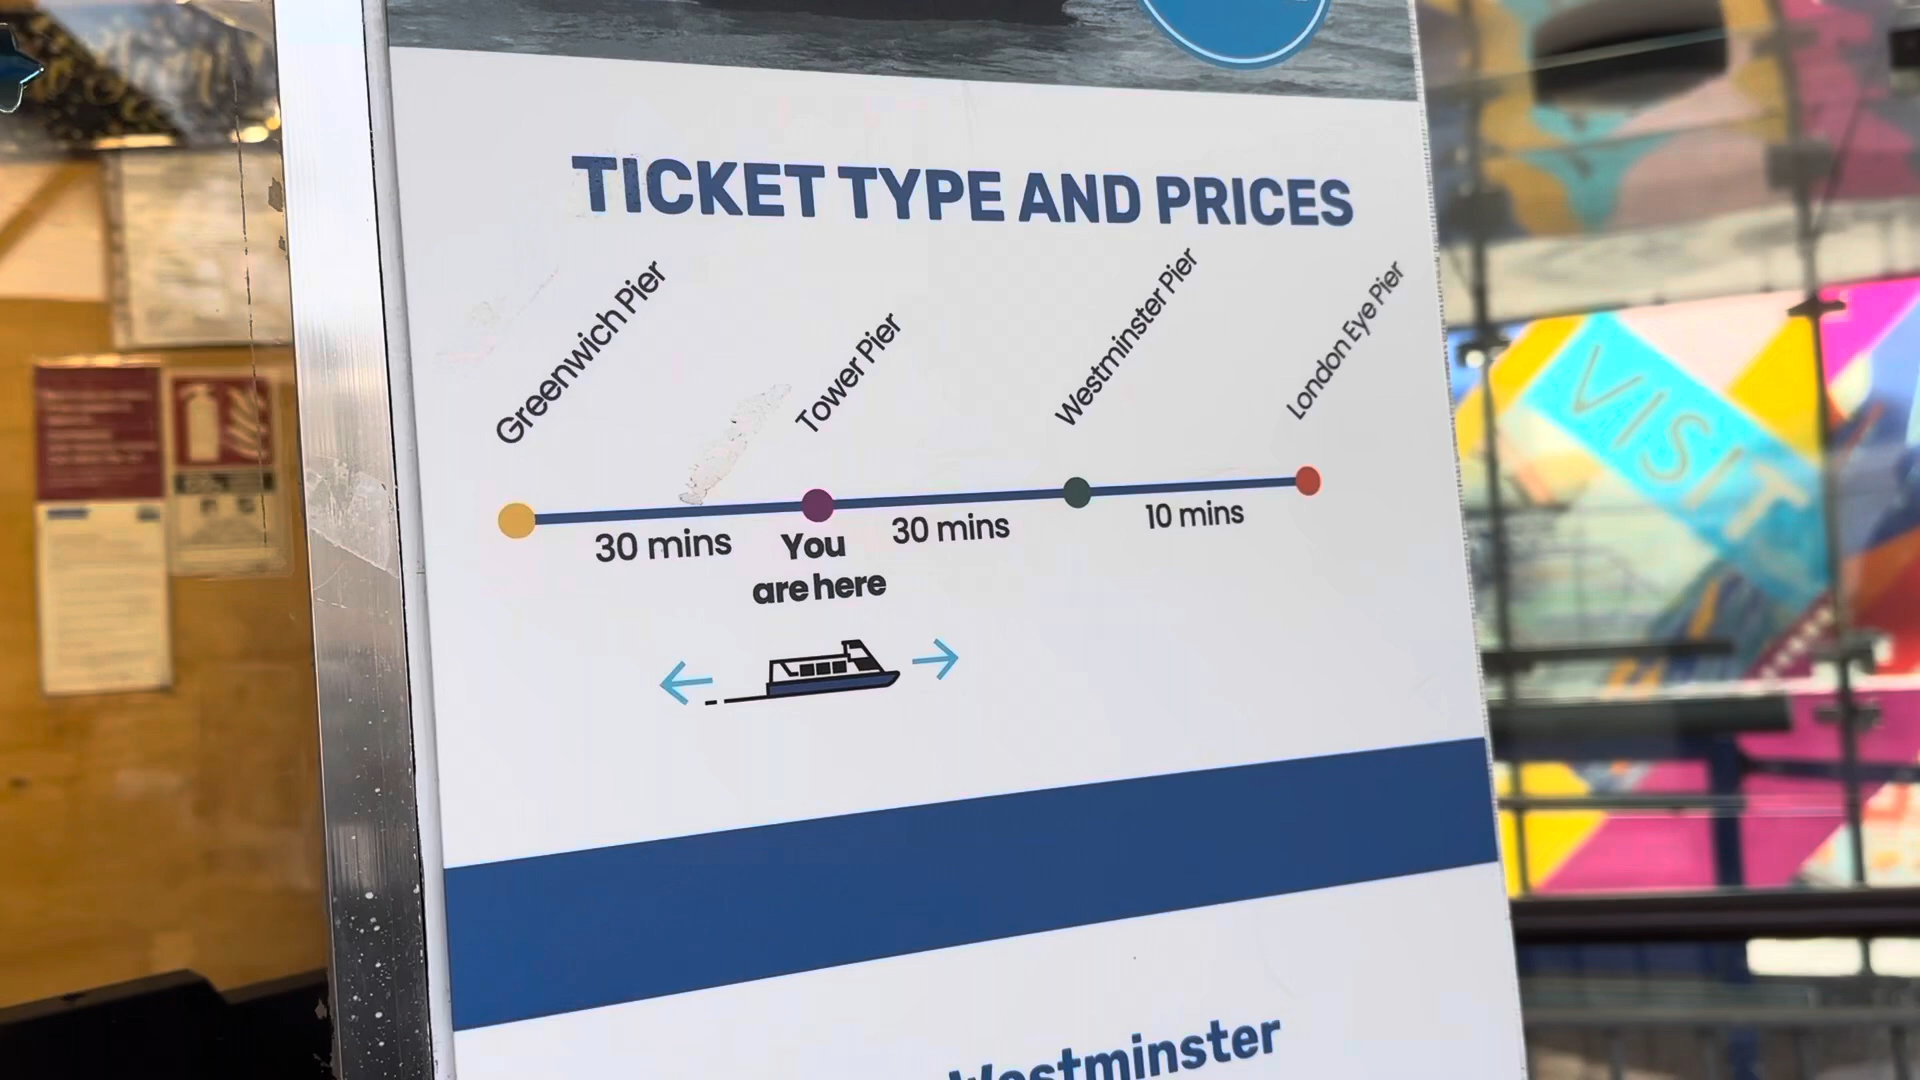 TICKET TYPE AND PRICES
Greenwich Pier
Tower Pier
Westminster Pier
London Eye Pier
30 mins
You
are here
30 mins
10 mins
Westminster
VISIT